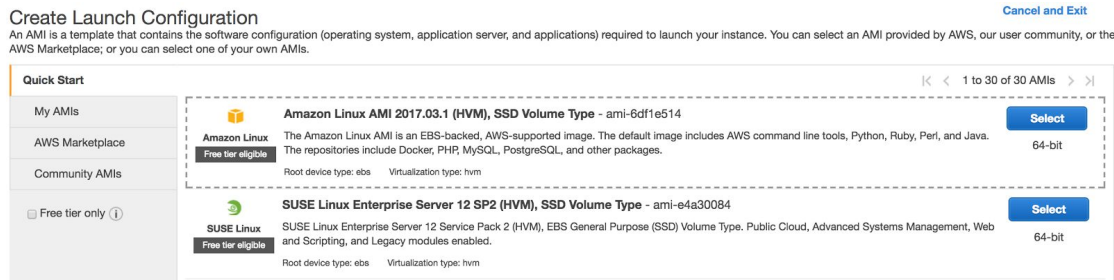 Create Launch Configuration
Cancel and Exit
An AMI is a template that contains the software configuration (operating system, application server, and applications) required to launch your instance. You can select an AMI provided by AWS, our user community, or the
AWS Marketplace; or you can select one of your own AMIs.
Quick Start
1 to 30 of 30 AMIs
My AMIs
AWS Marketplace
Community AMIs
Free tier only
Amazon Linux
Free tier eligible
Amazon Linux AMI 2017.03.1 (HVM), SSD Volume Type - ami-6df1e514
The Amazon Linux AMI is an EBS-backed, AWS-supported image. The default image includes AWS command line tools, Python, Ruby, Perl, and Java.
The repositories include Docker, PHP, MySQL, PostgreSQL, and other packages.
Root device type: ebs Virtualization type: hvm
Select
64-bit
SUSE Linux
Free tier eligible
SUSE Linux Enterprise Server 12 SP2 (HVM), SSD Volume Type - ami-e4a30084
SUSE Linux Enterprise Server 12 Service Pack 2 (HVM), EBS General Purpose (SSD) Volume Type. Public Cloud, Advanced Systems Management, Web
and Scripting, and Legacy modules enabled.
Root device type: ebs Virtualization type: hvm
Select
64-bit